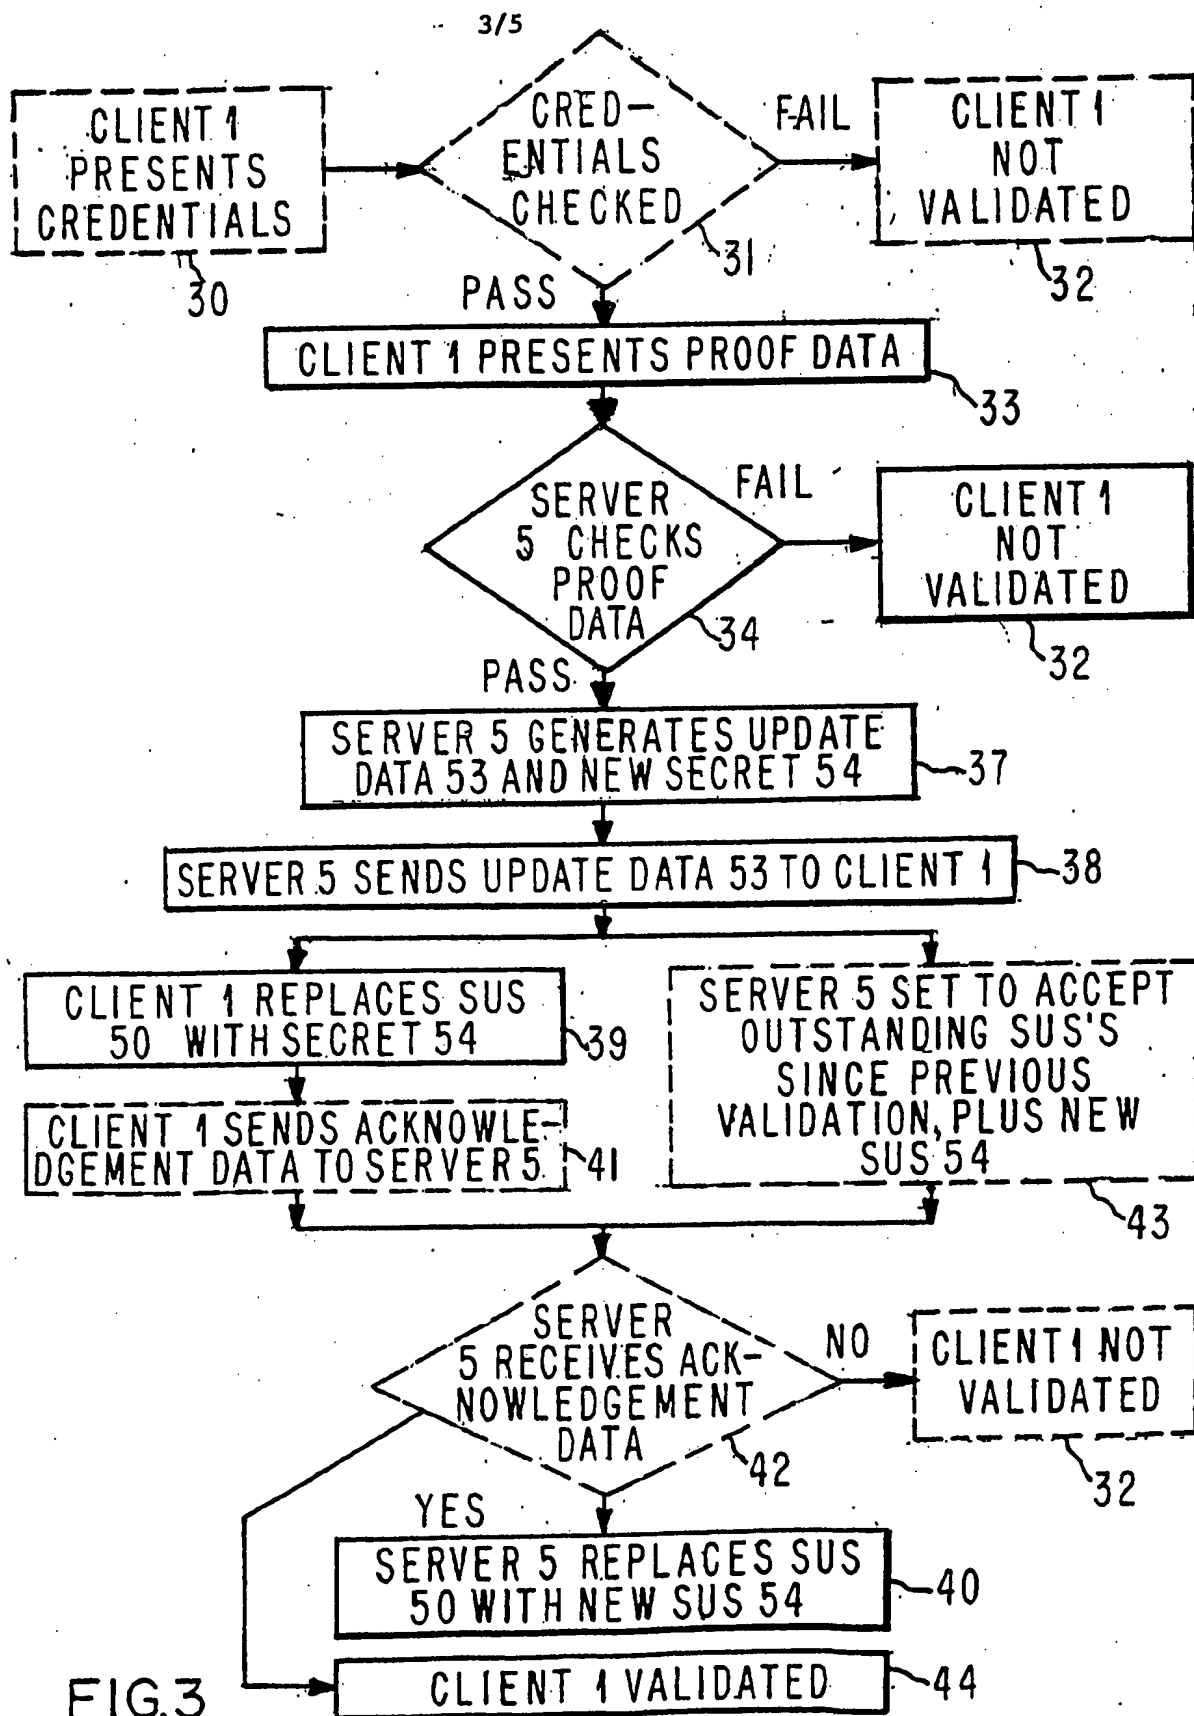 3/5
CLIENT 1
PRESENTS
CREDENTIALS
30
CRED-
ENTIALS
CHECKED
31
FAIL
CLIENT 1
NOT
VALIDATED
32
PASS
CLIENT 1 PRESENTS PROOF DATA
33
SERVER
5 CHECKS
PROOF
DATA
34
FAIL
CLIENT 1
NOT
VALIDATED
32
PASS
SERVER 5 GENERATES UPDATE
DATA 53 AND NEW SECRET 54
37
SERVER 5 SENDS UPDATE DATA 53 TO CLIENT 1
38
CLIENT 1 REPLACES SUS
50 WITH SECRET 54
39
CLIENT 1 SENDS ACKNOWLE-
DGEMENT DATA TO SERVER 5
41
SERVER 5 SET TO ACCEPT
OUTSTANDING SUS'S
SINCE PREVIOUS
VALIDATION, PLUS NEW
SUS 54
43
SERVER
5 RECEIVES ACK-
NOWLEDGEMENT
DATA
42
NO
CLIENT 1 NOT
VALIDATED
32
YES
SERVER 5 REPLACES SUS
50 WITH NEW SUS 54
40
CLIENT 1 VALIDATED
44
FIG.3